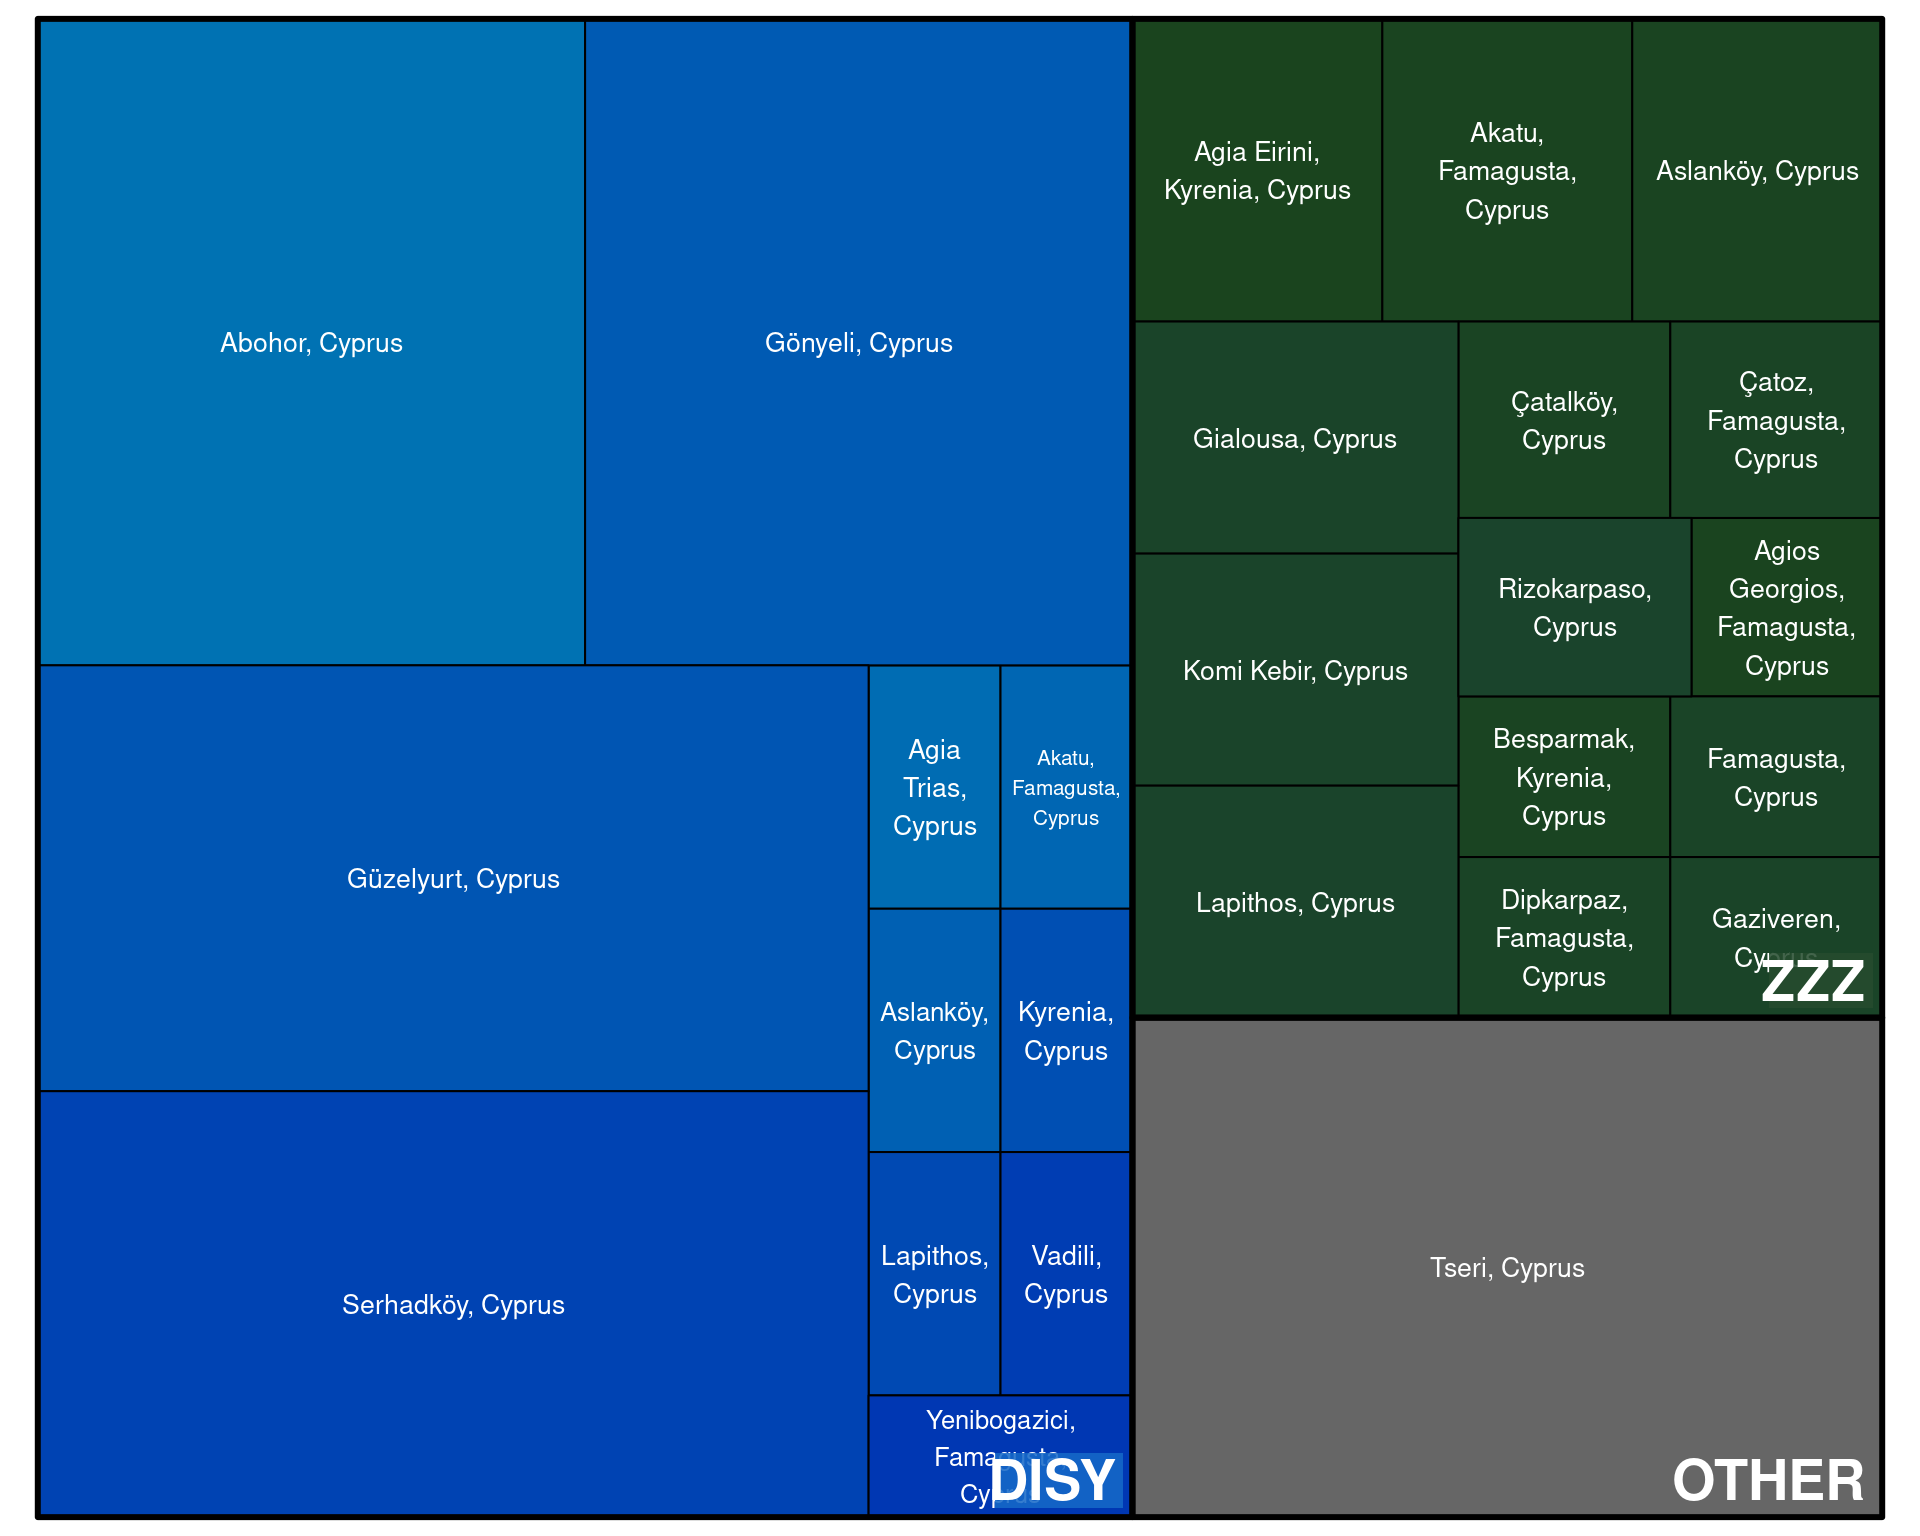 Abohor, Cyprus
Gönyeli, Cyprus
Güzelyurt, Cyprus
Serhadköy, Cyprus
Agia
Trias,
Cyprus
Akatu,
Famagusta,
Cyprus
Aslanköy,
Cyprus
Kyrenia,
Cyprus
Lapithos,
Cyprus
Vadili,
Cyprus
Yenibogazici,
Famagusta,
Cyprus
DISY
Agia Eirini,
Kyrenia, Cyprus
Akatu,
Famagusta,
Cyprus
Aslanköy, Cyprus
Gialousa, Cyprus
Komi Kebir, Cyprus
Lapithos, Cyprus
Çatalköy,
Cyprus
Çatoz,
Famagusta,
Cyprus
Rizokarpaso,
Cyprus
Agios
Georgios,
Famagusta,
Cyprus
Besparmak,
Kyrenia,
Cyprus
Famagusta,
Cyprus
Dipkarpaz,
Famagusta,
Cyprus
Gaziveren,
Cyprus
ZZZ
Tseri, Cyprus
OTHER